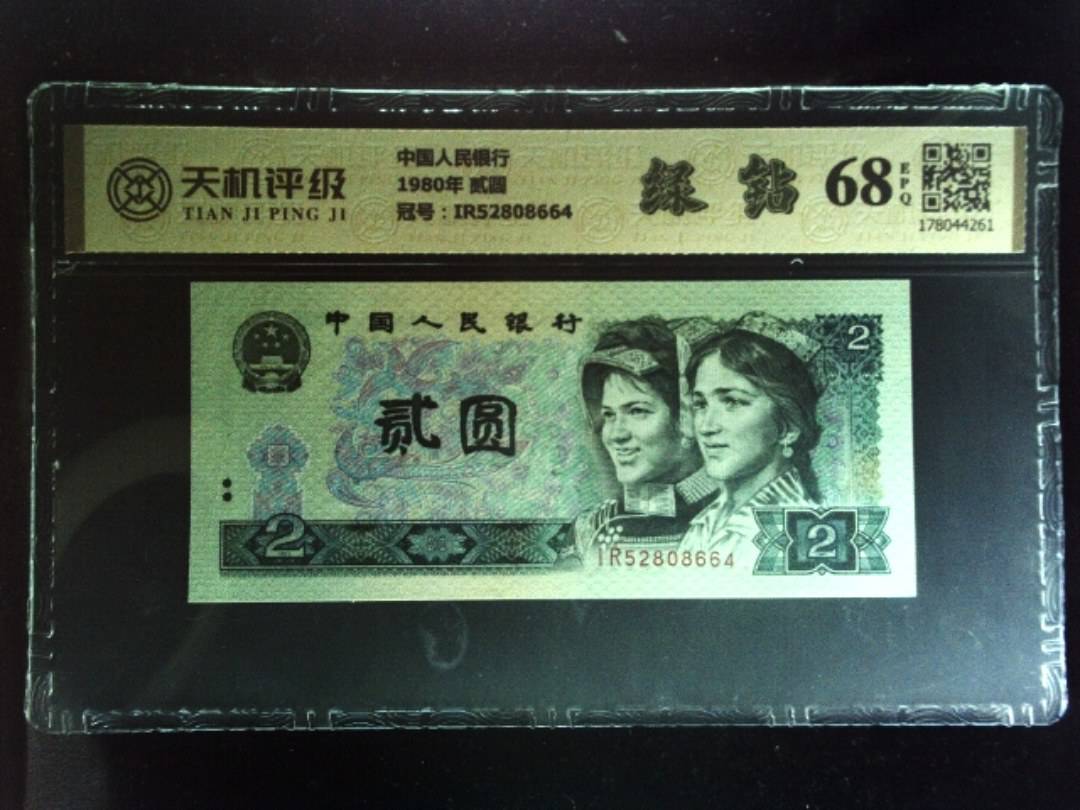 天机评级
TIAN JI PING JI
中国人民银行
1980年 贰圆
冠号：IR52808664
绿 钻
68
EPQ
178044261
中国人民银行
2
贰圆
2
2
IR52808664